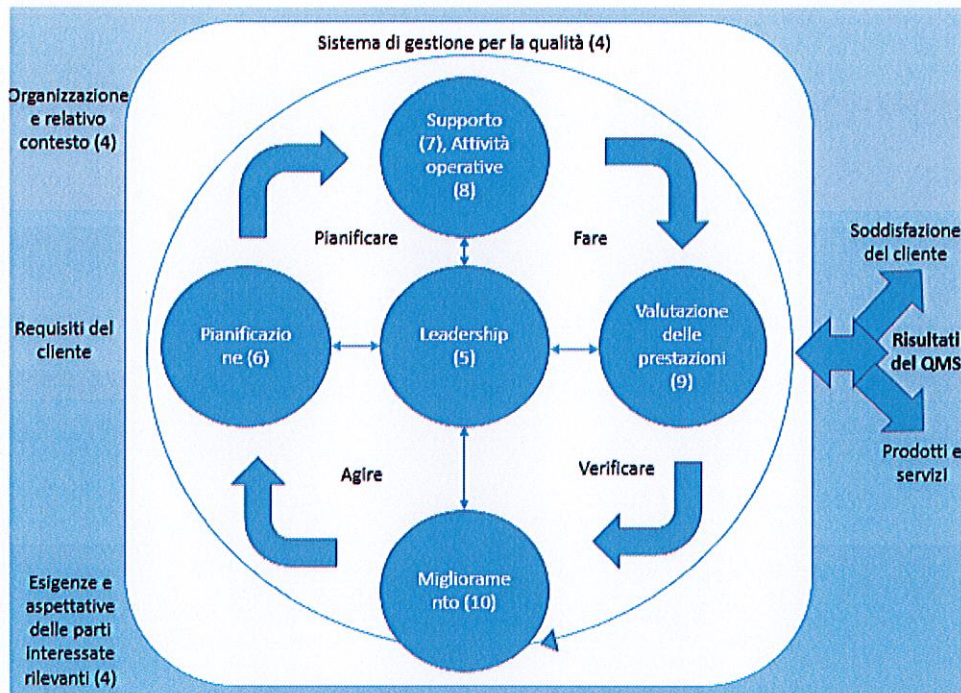 Sistema di gestione per la qualità (4)
Organizzazione
e relativo
contesto (4)
Supporto
(7), Attività
operative
(8)
Pianificare
Fare
Soddisfazione
del cliente
Requisiti del
cliente
Pianificazio
ne (6)
Leadership
(5)
Valutazione
delle
prestazioni
(9)
Risultati
del QMS
Agire
Verificare
Prodotti e
servizi
Migliorame
nto (10)
Esigenze e
aspettative
delle parti
interessate
rilevanti (4)